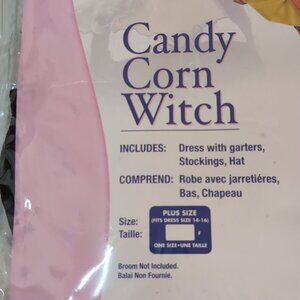 Candy
Corn
Witch
INCLUDES: Dress with garters,
Stockings, Hat
COMPREND: Robe avec jarretiéres,
Bas, Chapeau
Size:
Taille:
PLUS SIZE
(FITS DRESS SIZE 14-16)
F
ONE SIZE • UNE TAILLE
Broom Not Included.
Balai Non Fournie.